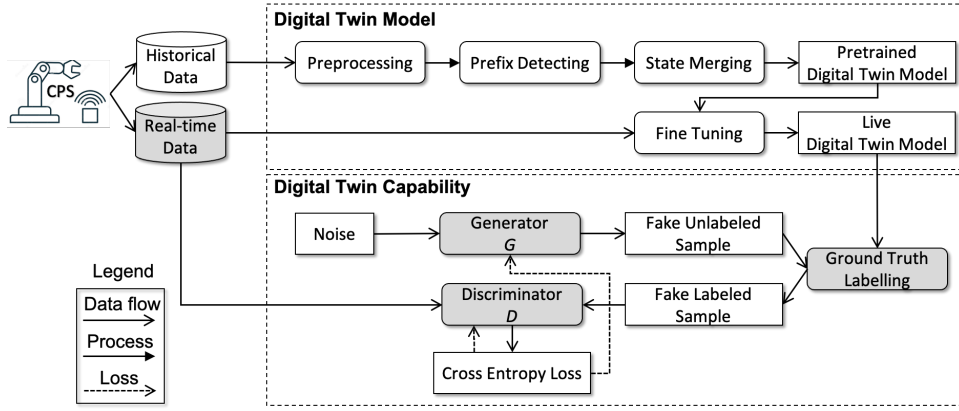 Digital Twin Model
CPS
Historical
Data
Preprocessing
Prefix Detecting
State Merging
Pretrained
Digital Twin Model
Real-time
Data
Fine Tuning
Live
Digital Twin Model
Digital Twin Capability
Noise
Generator
G
Fake Unlabeled
Sample
Ground Truth
Labelling
Discriminator
D
Fake Labeled
Sample
Cross Entropy Loss
Legend
Data flow
Process
Loss